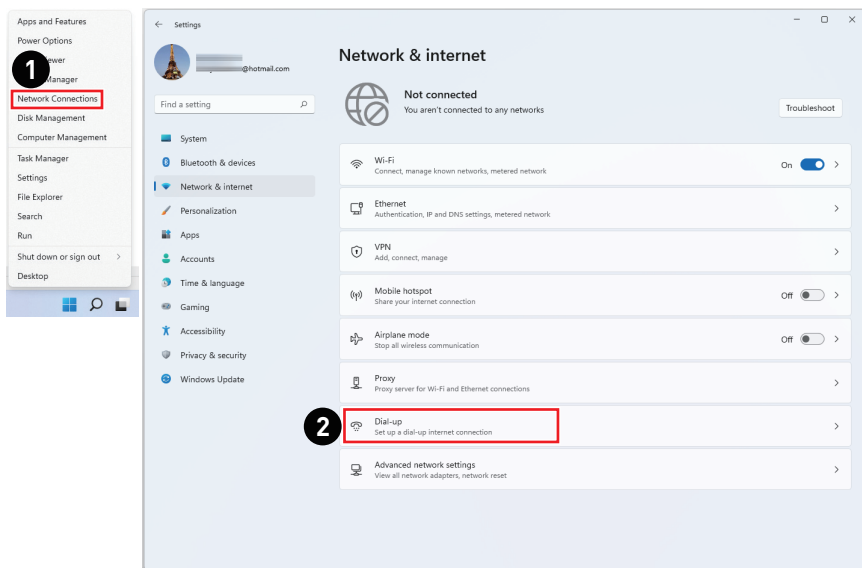 Apps and Features
Power Options
ewer
1
Manager
Network Connections
Disk Management
Computer Management
Task Manager
Settings
File Explorer
Search
Run
Shut down or sign out
Desktop
Settings
@hotmail.com
Find a setting
System
Bluetooth & devices
Network & internet
Personalization
Apps
Accounts
Time & language
Gaming
Accessibility
Privacy & security
Windows Update
Network & internet
Not connected
You aren't connected to any networks
Troubleshoot
Wi-Fi
Connect, manage known networks, metered network
On
Ethernet
Authentication, IP and DNS settings, metered network
VPN
Add, connect, manage
Mobile hotspot
Share your internet connection
Off
Airplane mode
Stop all wireless communication
Off
Proxy
Proxy server for Wi-Fi and Ethernet connections
2
Dial-up
Set up a dial-up internet connection
Advanced network settings
View all network adapters, network reset